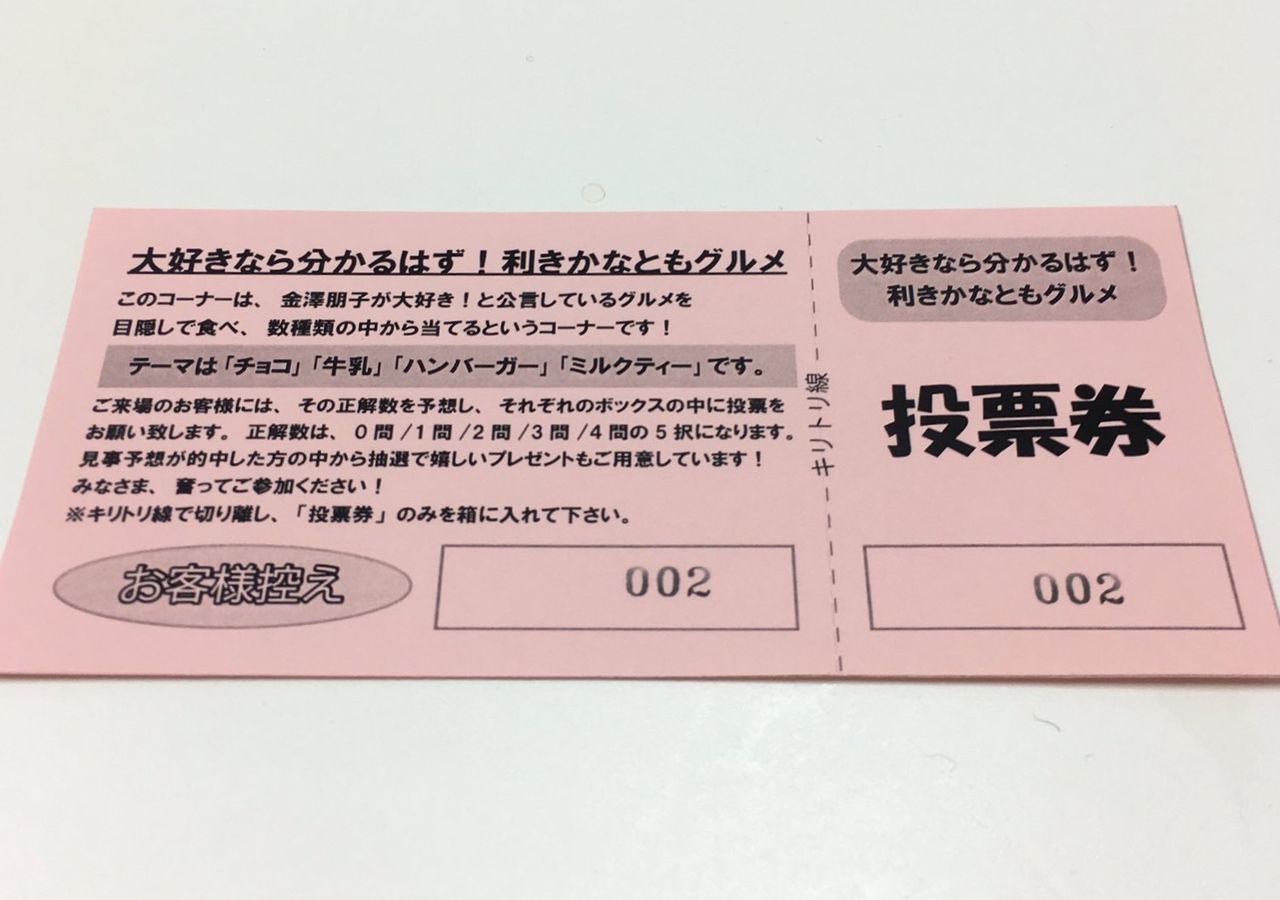 大好きなら分かるはず！利きかなともグルメ
このコーナーは、金澤朋子が大好き！と公言しているグルメを
目隠しで食べ、数種類の中から当てるというコーナーです！
テーマは「チョコ」「牛乳」「ハンバーガー」「ミルクティー」です。
ご来場のお客様には、その正解数を予想し、それぞれのボックスの中に投票を
お願い致します。正解数は、0問/1問/2問/3問/4問の5択になります。
見事予想が的中した方の中から抽選で嬉しいプレゼントもご用意しています！
みなさま、奮ってご参加ください！
※キリトリ線で切り離し、「投票券」のみを箱に入れて下さい。
お客様控え
002
キリトリ線
大好きなら分かるはず！
利きかなともグルメ
投票券
002